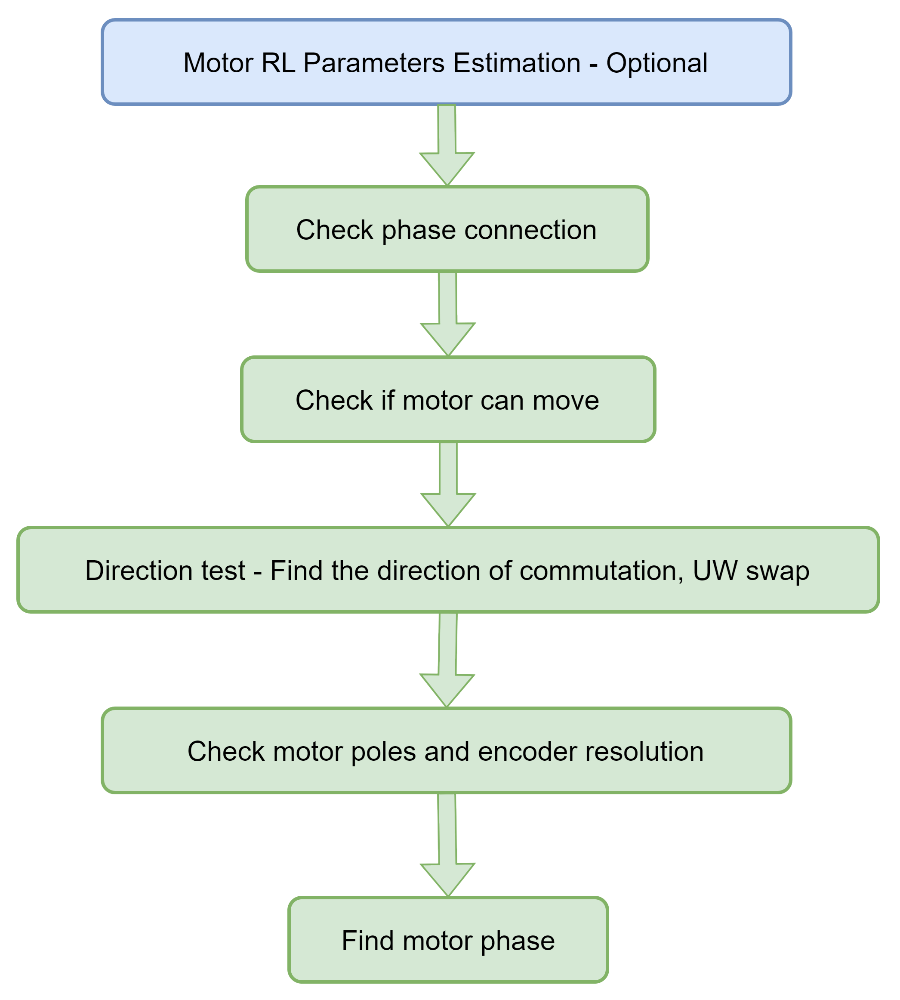 Motor RL Parameters Estimation - Optional
Check phase connection
Check if motor can move
Direction test - Find the direction of commutation, UW swap
Check motor poles and encoder resolution
Find motor phase